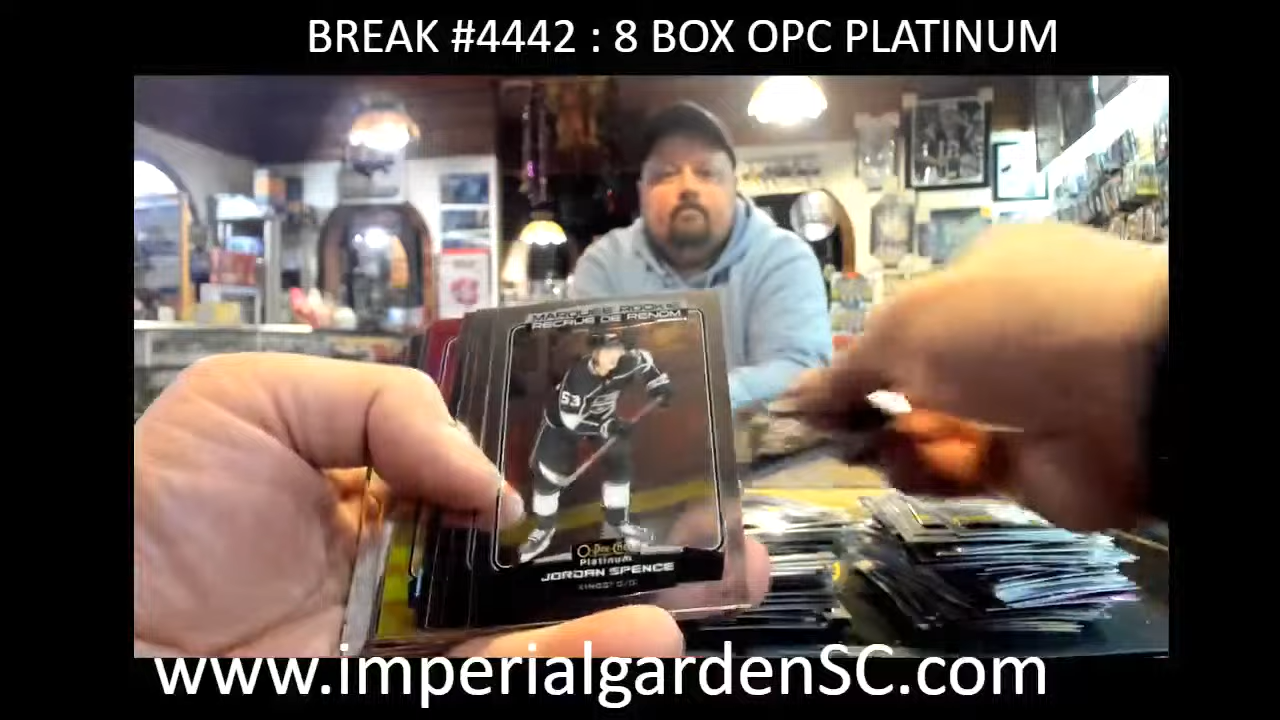 BREAK #4442 : 8 BOX OPC PLATINUM
MARQUEE ROOKIE
RECRUE DE RENOM
53
O-Pee-Chee
Platinum
JORDAN SPENCE
KINGS® D/D
www.imperialgardenSC.com